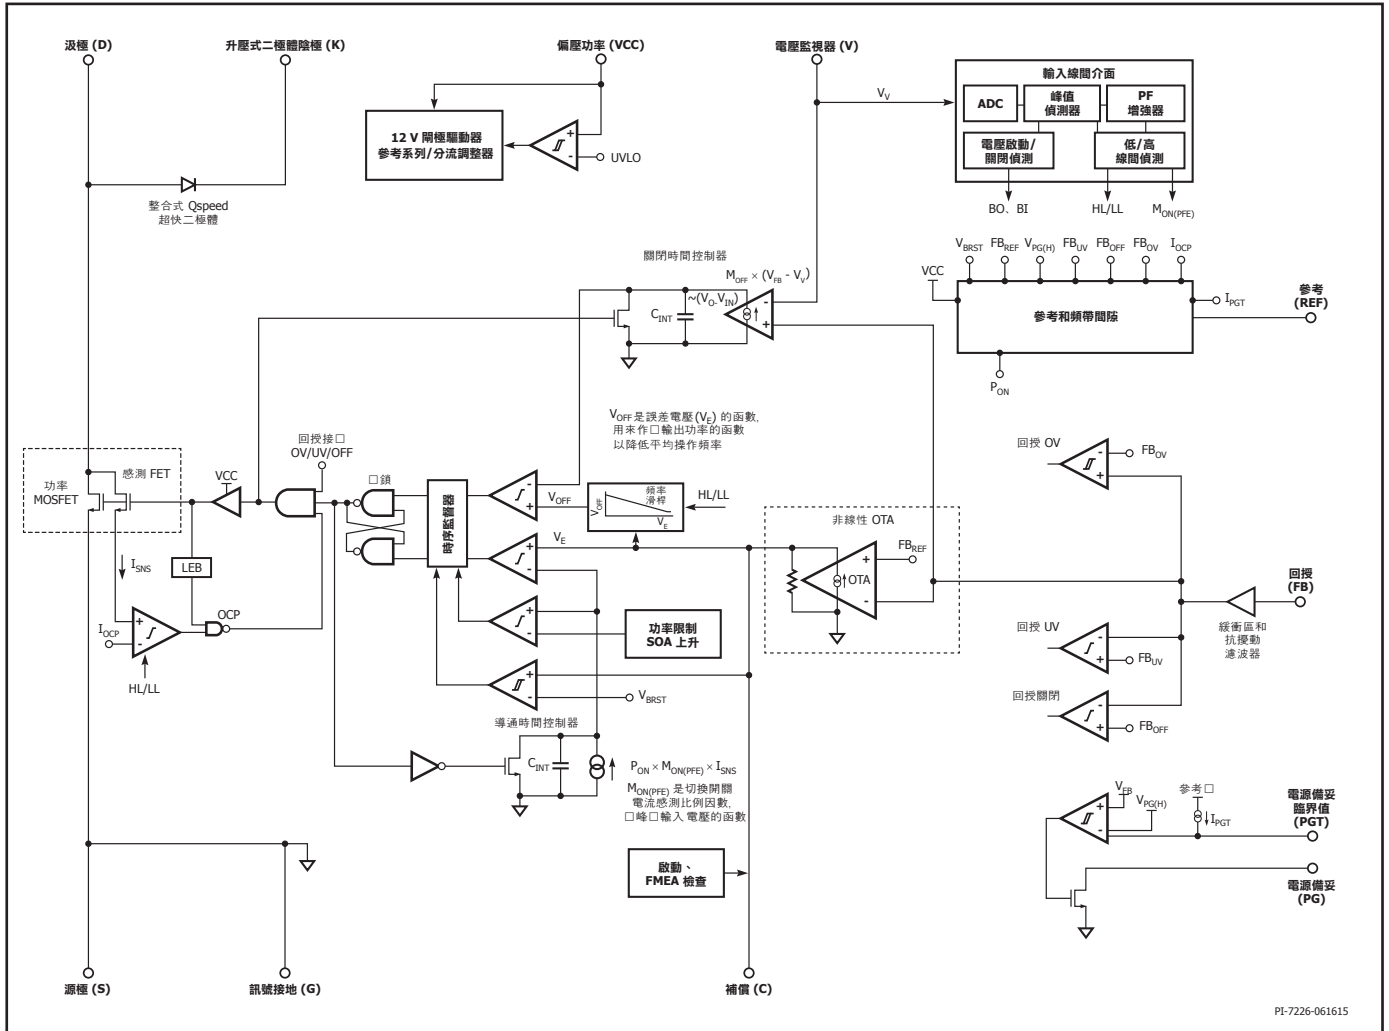 汲極 (D)
升壓式二極體陰極 (K)
偏壓功率 (VCC)
電壓監視器 (V)
輸入線間介面
ADC
峰值
偵測器
PF
增強器
電壓啟動/
關閉偵測
低/高
線間偵測
VV
BO、BI
HL/LL
MON(PFE)
12 V 閘極驅動器
參考系列/分流調整器
+
-
UVLO
整合式 Qspeed
超快二極體
關閉時間控制器
MOFF × (VFB - VV)
~(VO-VIN)
CINT
-
+
VBRST
FBREF
VPG(H)
FBUV
FBOFF
FBOV
IOCP
VCC
參考和頻帶間隙
IPGT
參考
(REF)
PON
VOFF是誤差電壓(VE) 的函數,
用來作□輸出功率的函數
以降低平均操作頻率
功率
MOSFET
感測 FET
VCC
回授接□
OV/UV/OFF
□鎖
時序監督器
-
+
VOFF
VOFF
頻率
滑桿
VE
HL/LL
VE
+
-
非線性 OTA
+
-
OTA
FBREF
回授 OV
-
+
FBOV
ISNS
LEB
OCP
IOCP
+
-
HL/LL
+
-
功率限制
SOA 上升
+
-
VBRST
回授 UV
-
+
FBUV
回授關閉
-
+
FBOFF
緩衝區和
抗擾動
濾波器
回授
(FB)
導通時間控制器
CINT
PON × MON(PFE) × ISNS
MON(PFE) 是切換開關
電流感測比例因數,
□峰□輸入 電壓的函數
啟動、
FMEA 檢查
+
-
VFB
VPG(H)
參考□
IPGT
電源備妥
臨界值
(PGT)
電源備妥
(PG)
源極 (S)
訊號接地 (G)
補償 (C)
PI-7226-061615